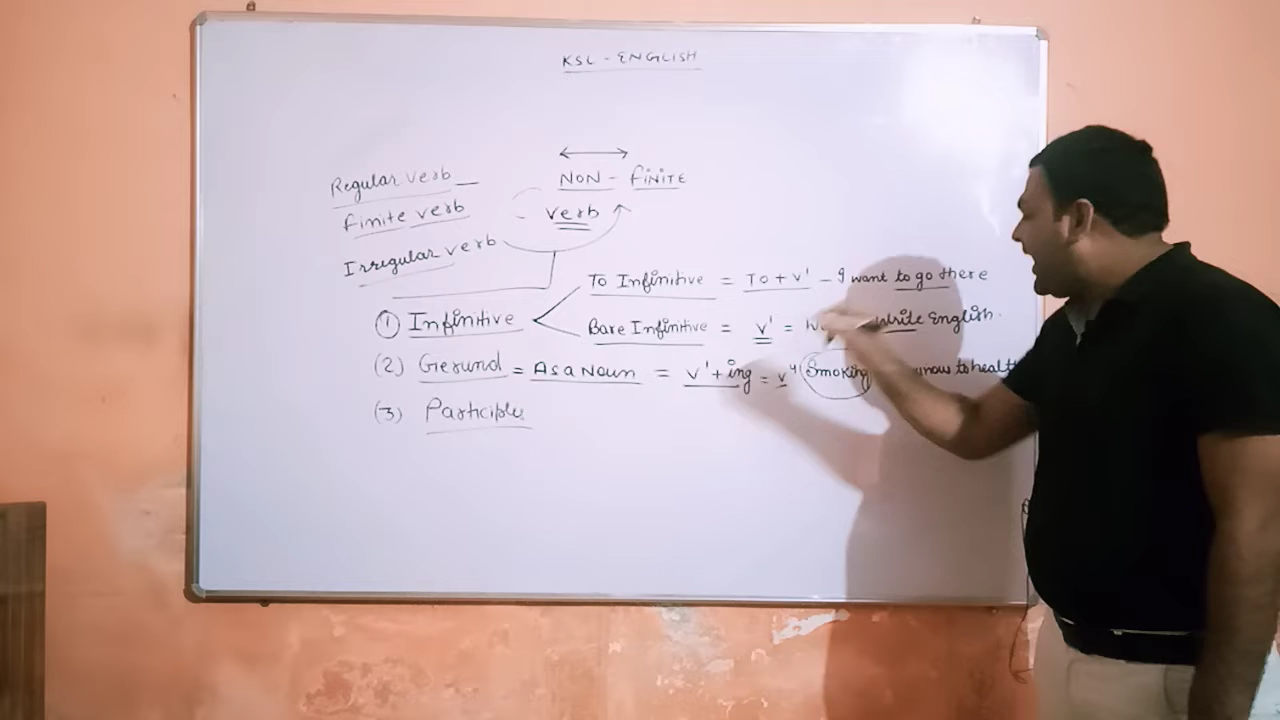 KSL - ENGLISH
Regular verb
NON - FINITE
Finite verb
Verb
Irregular verb
To Infinitive = TO + V' - I want to go there
① Infinitive
Bare Infinitive = V' = English.
(2) Gerund = As a Noun = V' + ing = V⁴ Smoking to health
(3) Participle